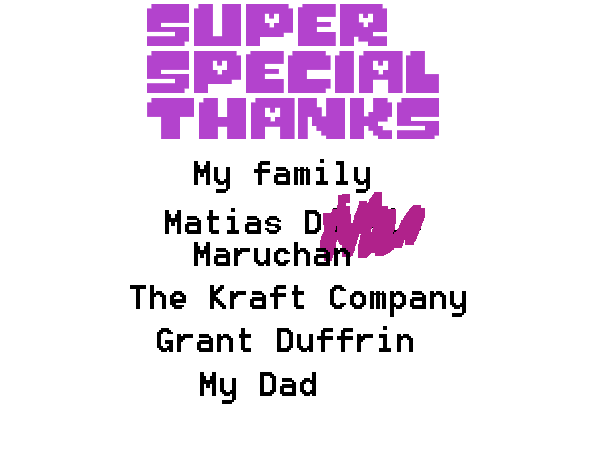 SUPER
SPECIAL
THANKS
My family
Matias
Maruchan
The Kraft Company
Grant Duffrin
My Dad